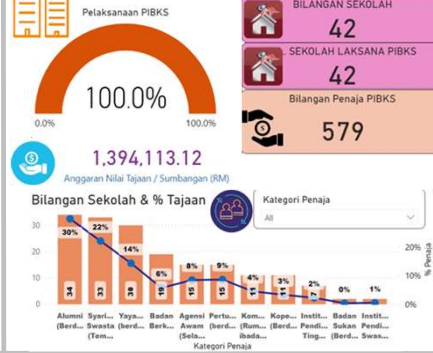 Pelaksanaan PIBKS
100.0%
0.0%
100.0%
BILANGAN SEKOLAH
42
SEKOLAH LAKSANA PIBKS
42
Bilangan Penaja PIBKS
579
1,394,113.12
Anggaran Nilai Tajaan / Sumbangan (RM)
Bilangan Sekolah & % Tajaan
Kategori Penaja
All
30
20
10
0
30%
22%
14%
6%
8%
9%
4%
3%
2%
0%
1%
34
33
30
19
15
15
11
11
7
20%
10%
0%
% Penaja
Alumni (Berd...
Syari... Swasta (Tem...
Yaya... (berd...
Badan Berk...
Agensi Awam (Sela...
Pertu... (berd...
Kom... (Rum... ibada...
Kope... (Berd...
Instit... Pendi... Ting...
Badan Sukan (Berd...
Instit... Pendi... Swas...
Kategori Penaja